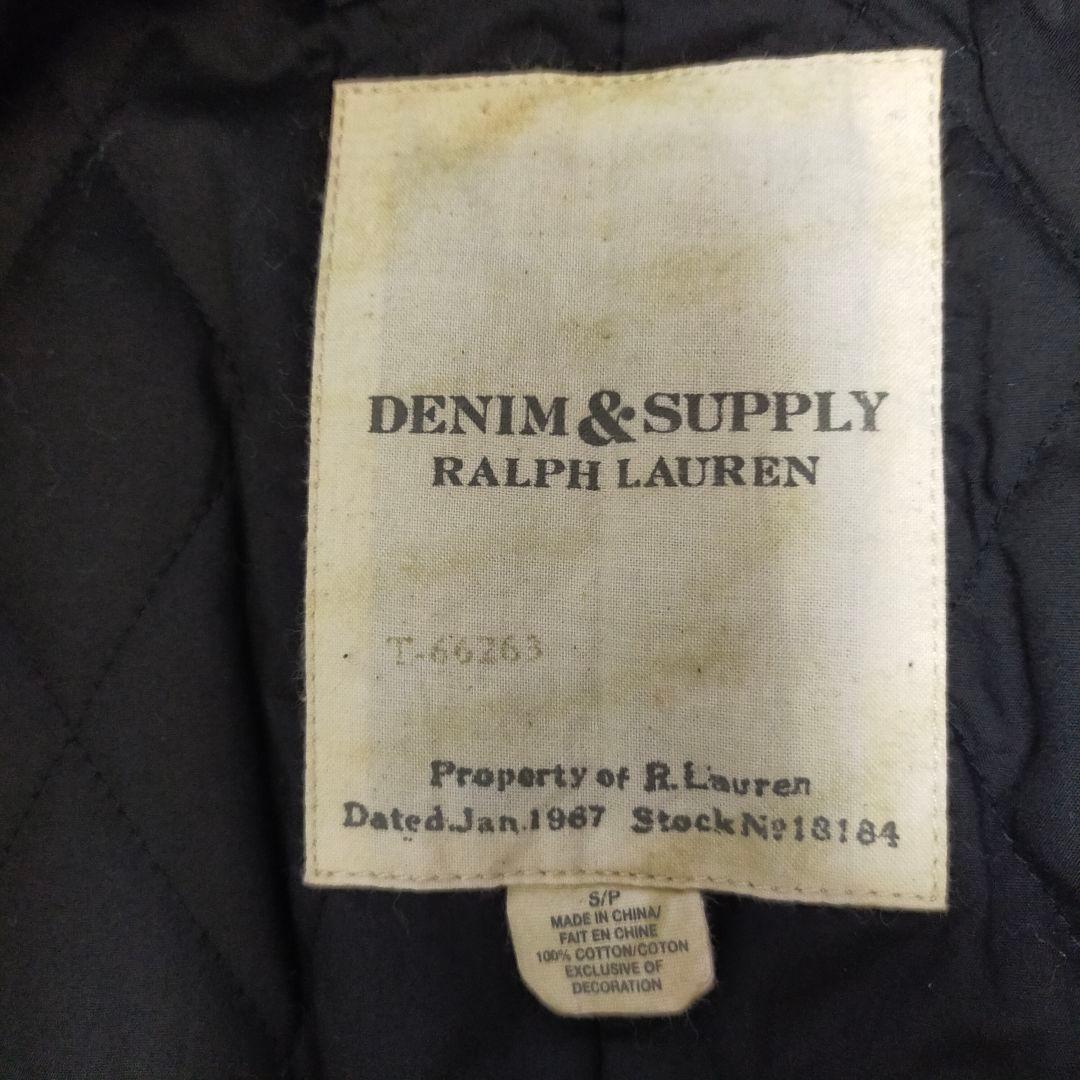 DENIM & SUPPLY
RALPH LAUREN
T-66263
Property of R. Lauren
Dated. Jan. 1967 Stock Nº 18184
S/P
MADE IN CHINA/
FAIT EN CHINE
100% COTTON/COTON
EXCLUSIVE OF
DECORATION